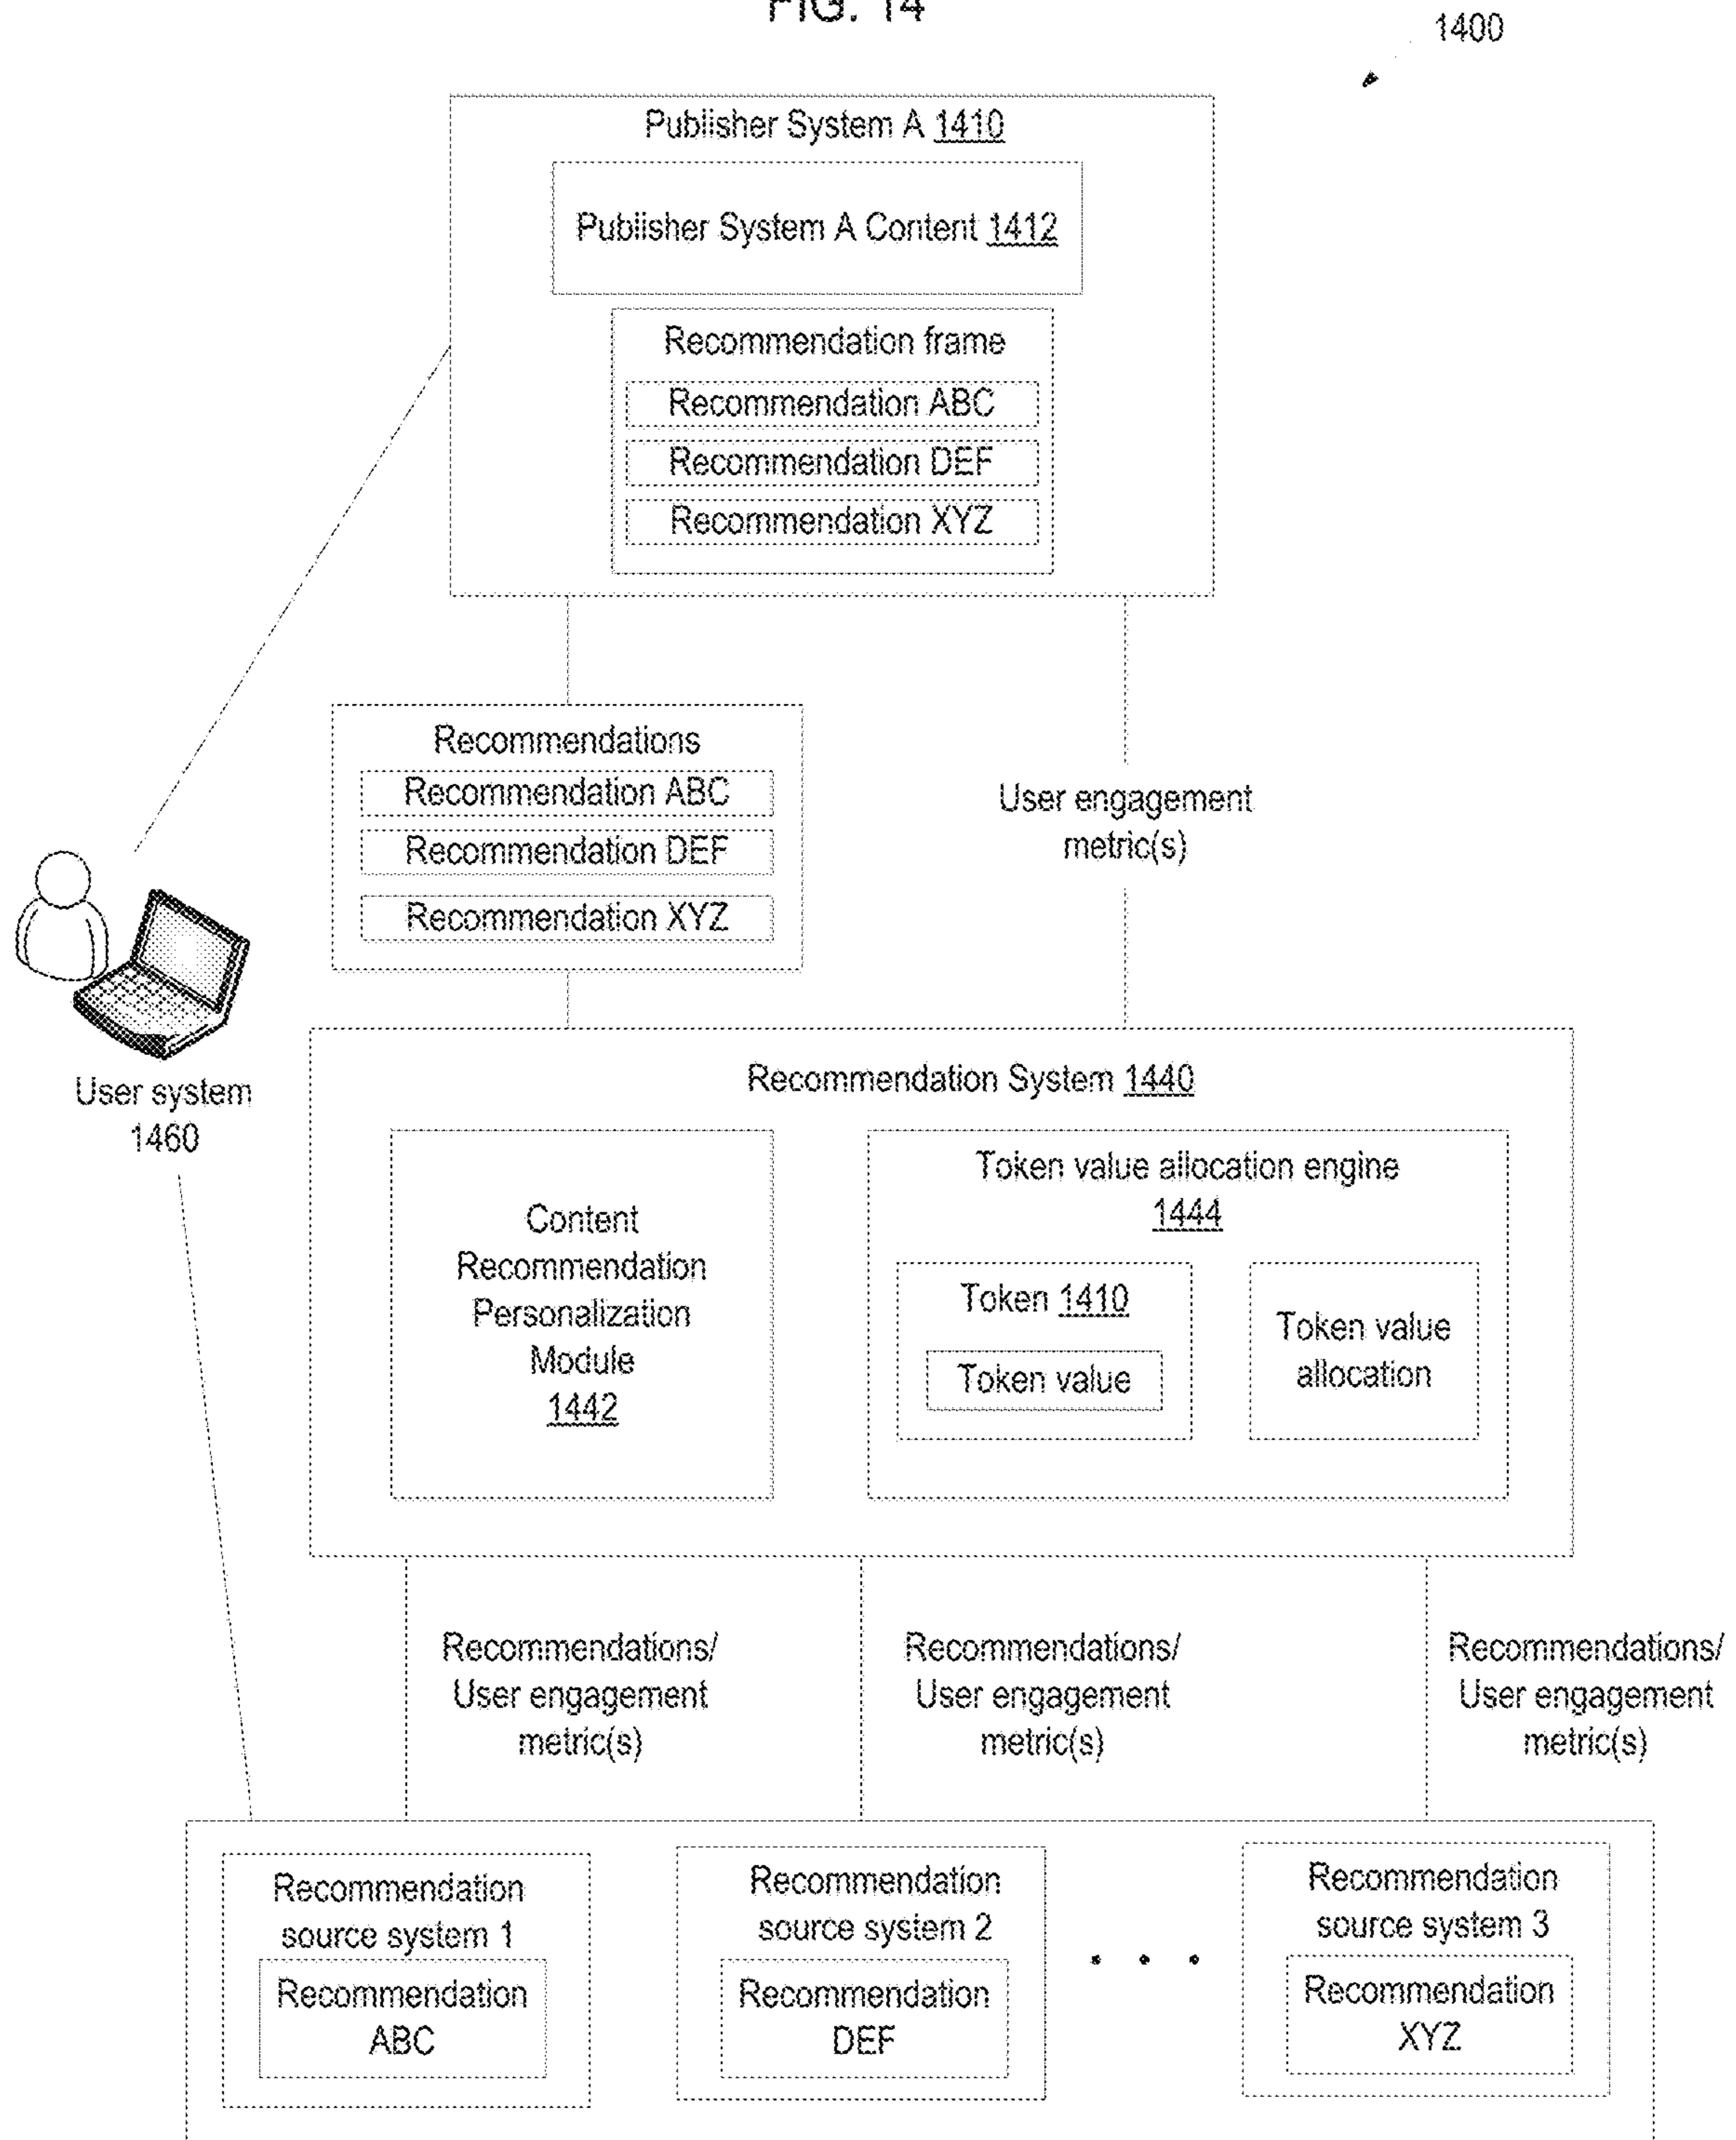 FIG. 14
1400
Publisher System A 1410
Publisher System A Content 1412
Recommendation frame
Recommendation ABC
Recommendation DEF
Recommendation XYZ
Recommendations
Recommendation ABC
Recommendation DEF
Recommendation XYZ
User engagement
metric(s)
User system
1460
Recommendation System 1440
Content
Recommendation
Personalization
Module
1442
Token value allocation engine
1444
Token 1410
Token value
Token value
allocation
Recommendations/
User engagement
metric(s)
Recommendations/
User engagement
metric(s)
Recommendations/
User engagement
metric(s)
Recommendation
source system 1
Recommendation
ABC
Recommendation
source system 2
Recommendation
DEF
• • •
Recommendation
source system 3
Recommendation
XYZ